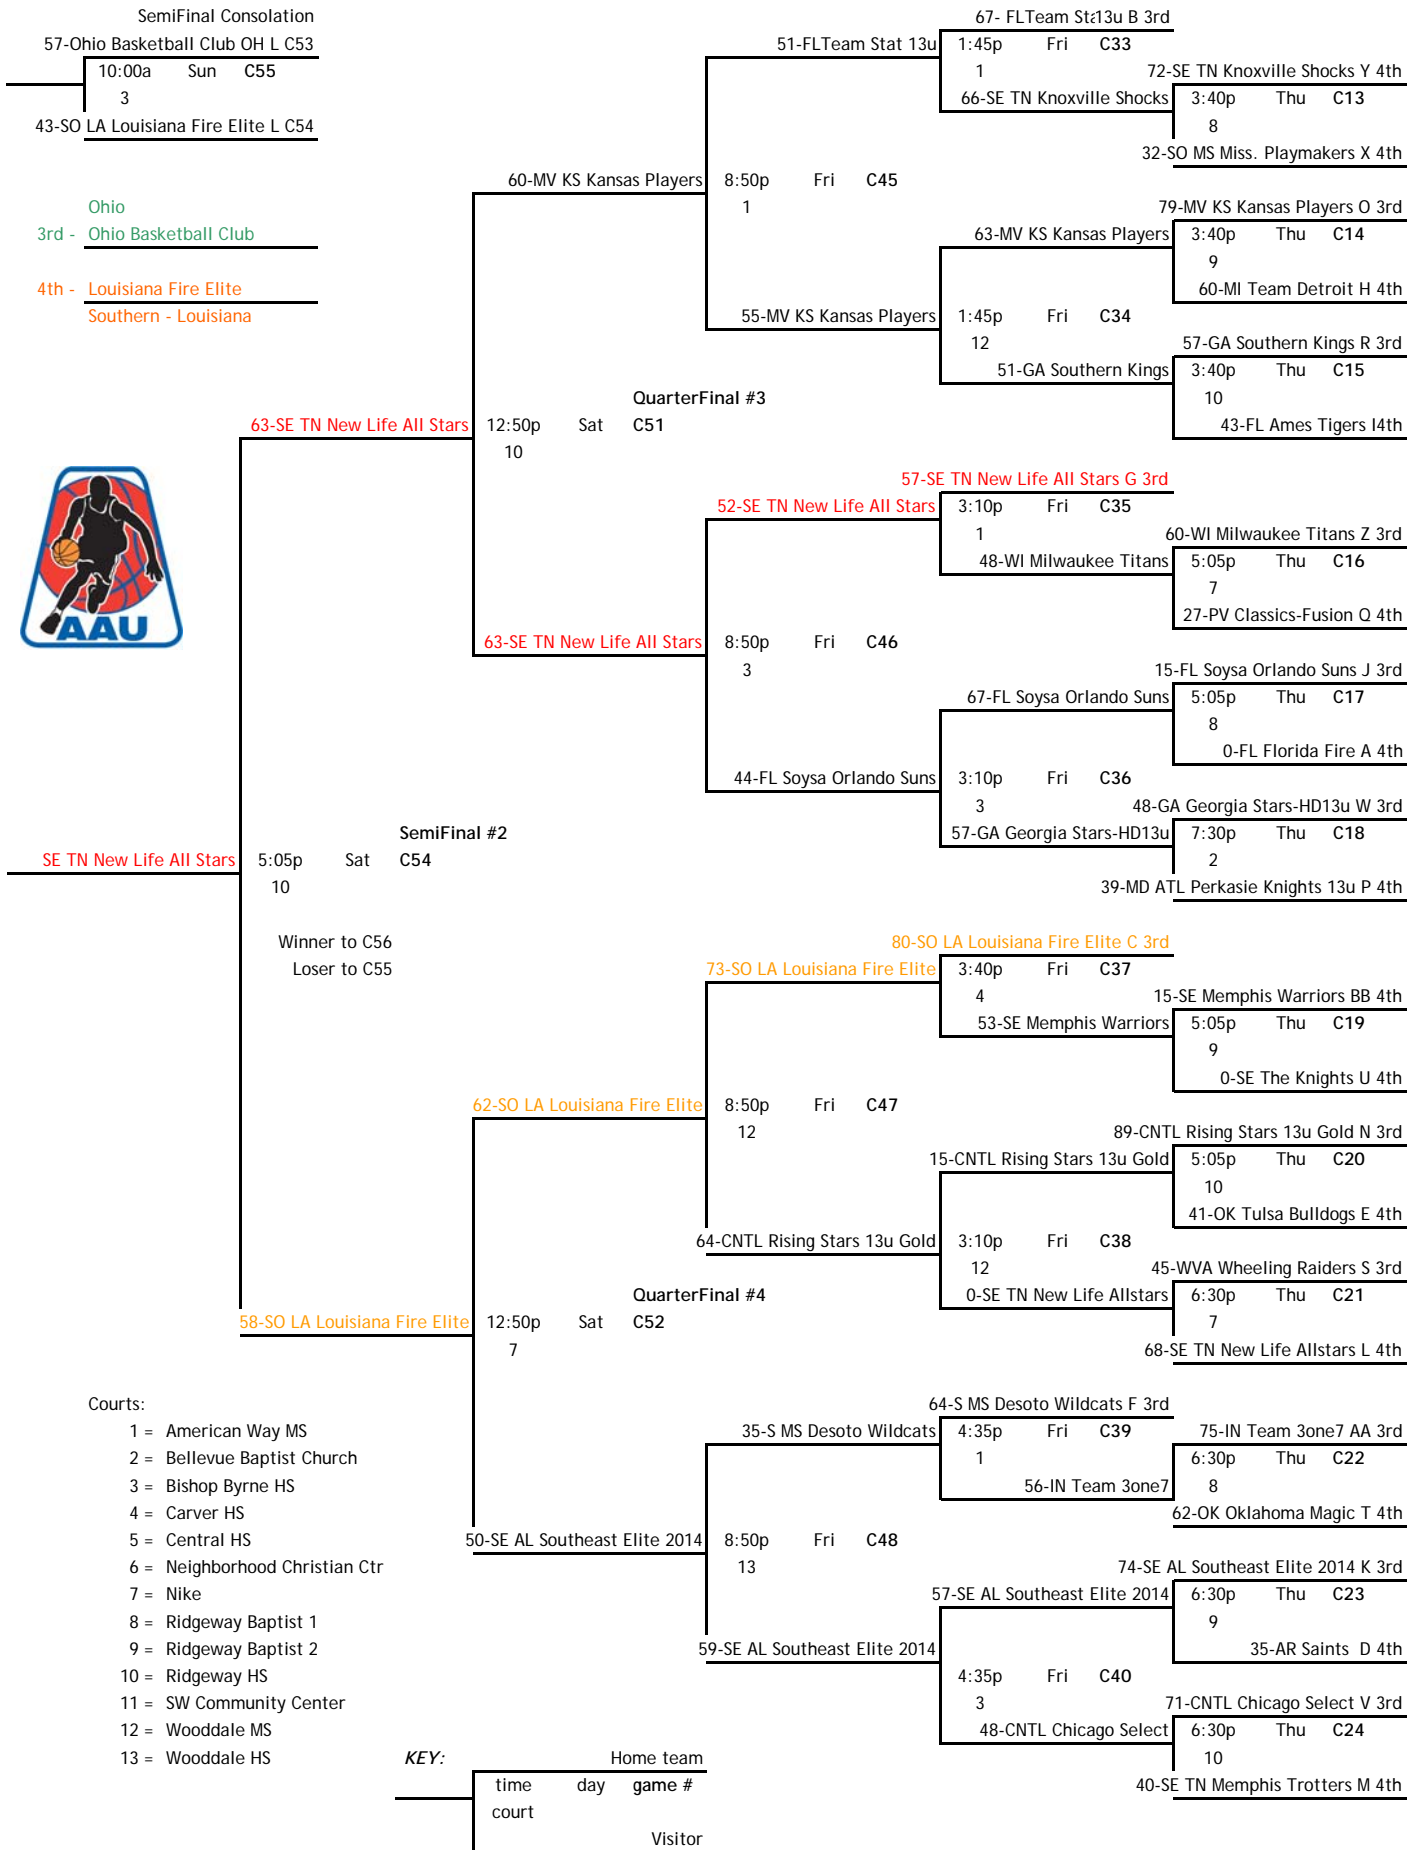 SemiFinal Consolation
57-Ohio Basketball Club OH L C53
10:00a Sun C55
3
43-SO LA Louisiana Fire Elite L C54
Ohio
3rd - Ohio Basketball Club
4th - Louisiana Fire Elite
Southern - Louisiana
67- FLTeam Sta13u B 3rd
51-FLTeam Stat 13u
1:45p Fri C33
1
72-SE TN Knoxville Shocks Y 4th
66-SE TN Knoxville Shocks
3:40p Thu C13
8
32-SO MS Miss. Playmakers X 4th
60-MV KS Kansas Players
8:50p Fri C45
1
79-MV KS Kansas Players O 3rd
63-MV KS Kansas Players
3:40p Thu C14
9
60-MI Team Detroit H 4th
55-MV KS Kansas Players
1:45p Fri C34
12
57-GA Southern Kings R 3rd
51-GA Southern Kings
3:40p Thu C15
10
43-FL Ames Tigers I4th
QuarterFinal #3
63-SE TN New Life All Stars
12:50p Sat C51
10
57-SE TN New Life All Stars G 3rd
52-SE TN New Life All Stars
3:10p Fri C35
1
60-WI Milwaukee Titans Z 3rd
48-WI Milwaukee Titans
5:05p Thu C16
7
27-PV Classics-Fusion Q 4th
63-SE TN New Life All Stars
8:50p Fri C46
3
15-FL Soysa Orlando Suns J 3rd
67-FL Soysa Orlando Suns
5:05p Thu C17
8
0-FL Florida Fire A 4th
44-FL Soysa Orlando Suns
3:10p Fri C36
3
48-GA Georgia Stars-HD13u W 3rd
57-GA Georgia Stars-HD13u
7:30p Thu C18
2
39-MD ATL Perkasie Knights 13u P 4th
AAU
SemiFinal #2
SE TN New Life All Stars
5:05p Sat C54
10
Winner to C56
Loser to C55
80-SO LA Louisiana Fire Elite C 3rd
73-SO LA Louisiana Fire Elite
3:40p Fri C37
4
15-SE Memphis Warriors BB 4th
53-SE Memphis Warriors
5:05p Thu C19
9
0-SE The Knights U 4th
62-SO LA Louisiana Fire Elite
8:50p Fri C47
12
89-CNTL Rising Stars 13u Gold N 3rd
15-CNTL Rising Stars 13u Gold
5:05p Thu C20
10
41-OK Tulsa Bulldogs E 4th
64-CNTL Rising Stars 13u Gold
3:10p Fri C38
12
45-WVA Wheeling Raiders S 3rd
0-SE TN New Life Allstars
6:30p Thu C21
7
68-SE TN New Life Allstars L 4th
QuarterFinal #4
58-SO LA Louisiana Fire Elite
12:50p Sat C52
7
64-S MS Desoto Wildcats F 3rd
35-S MS Desoto Wildcats
4:35p Fri C39
1
75-IN Team 3one7 AA 3rd
56-IN Team 3one7
6:30p Thu C22
8
62-OK Oklahoma Magic T 4th
50-SE AL Southeast Elite 2014
8:50p Fri C48
13
74-SE AL Southeast Elite 2014 K 3rd
57-SE AL Southeast Elite 2014
6:30p Thu C23
9
35-AR Saints D 4th
59-SE AL Southeast Elite 2014
4:35p Fri C40
3
71-CNTL Chicago Select V 3rd
48-CNTL Chicago Select
6:30p Thu C24
10
40-SE TN Memphis Trotters M 4th
Courts:
1 = American Way MS
2 = Bellevue Baptist Church
3 = Bishop Byrne HS
4 = Carver HS
5 = Central HS
6 = Neighborhood Christian Ctr
7 = Nike
8 = Ridgeway Baptist 1
9 = Ridgeway Baptist 2
10 = Ridgeway HS
11 = SW Community Center
12 = Wooddale MS
13 = Wooddale HS
KEY: Home team
time day game #
court
Visitor